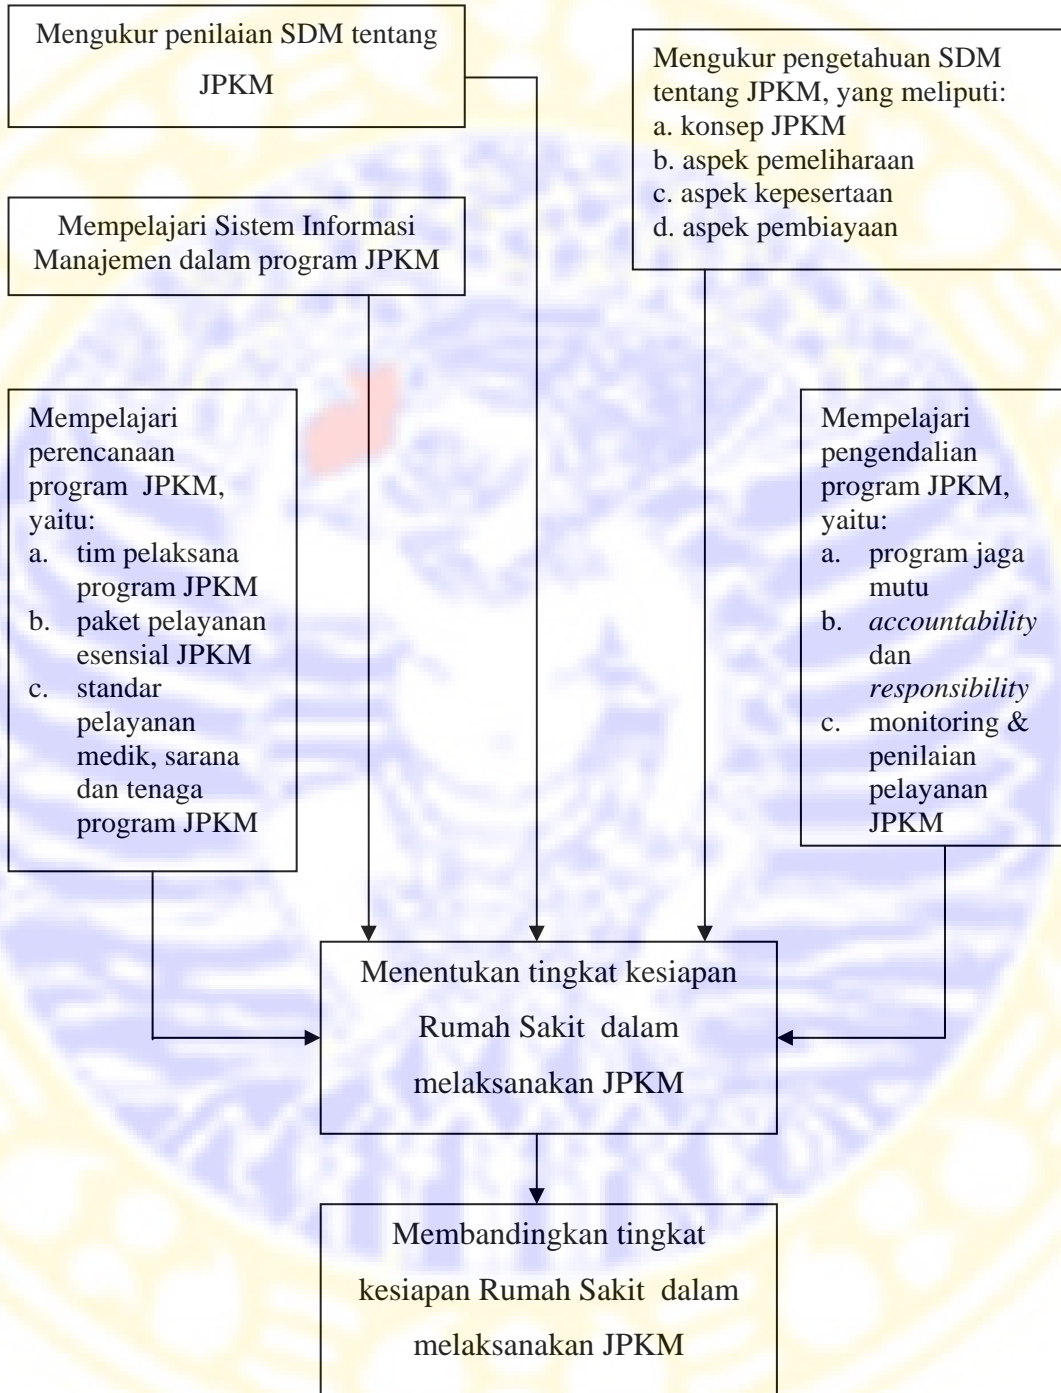 Mengukur penilaian SDM tentang
JPKM
Mengukur pengetahuan SDM
tentang JPKM, yang meliputi:
a. konsep JPKM
b. aspek pemeliharaan
c. aspek kepesertaan
d. aspek pembiayaan
Mempelajari Sistem Informasi
Manajemen dalam program JPKM
Mempelajari
perencanaan
program JPKM,
yaitu:
a. tim pelaksana
program JPKM
b. paket pelayanan
esensial JPKM
c. standar
pelayanan
medik, sarana
dan tenaga
program JPKM
Mempelajari
pengendalian
program JPKM,
yaitu:
a. program jaga
mutu
b. accountability
dan
responsibility
c. monitoring &
penilaian
pelayanan
JPKM
Menentukan tingkat kesiapan
Rumah Sakit dalam
melaksanakan JPKM
Membandingkan tingkat
kesiapan Rumah Sakit dalam
melaksanakan JPKM